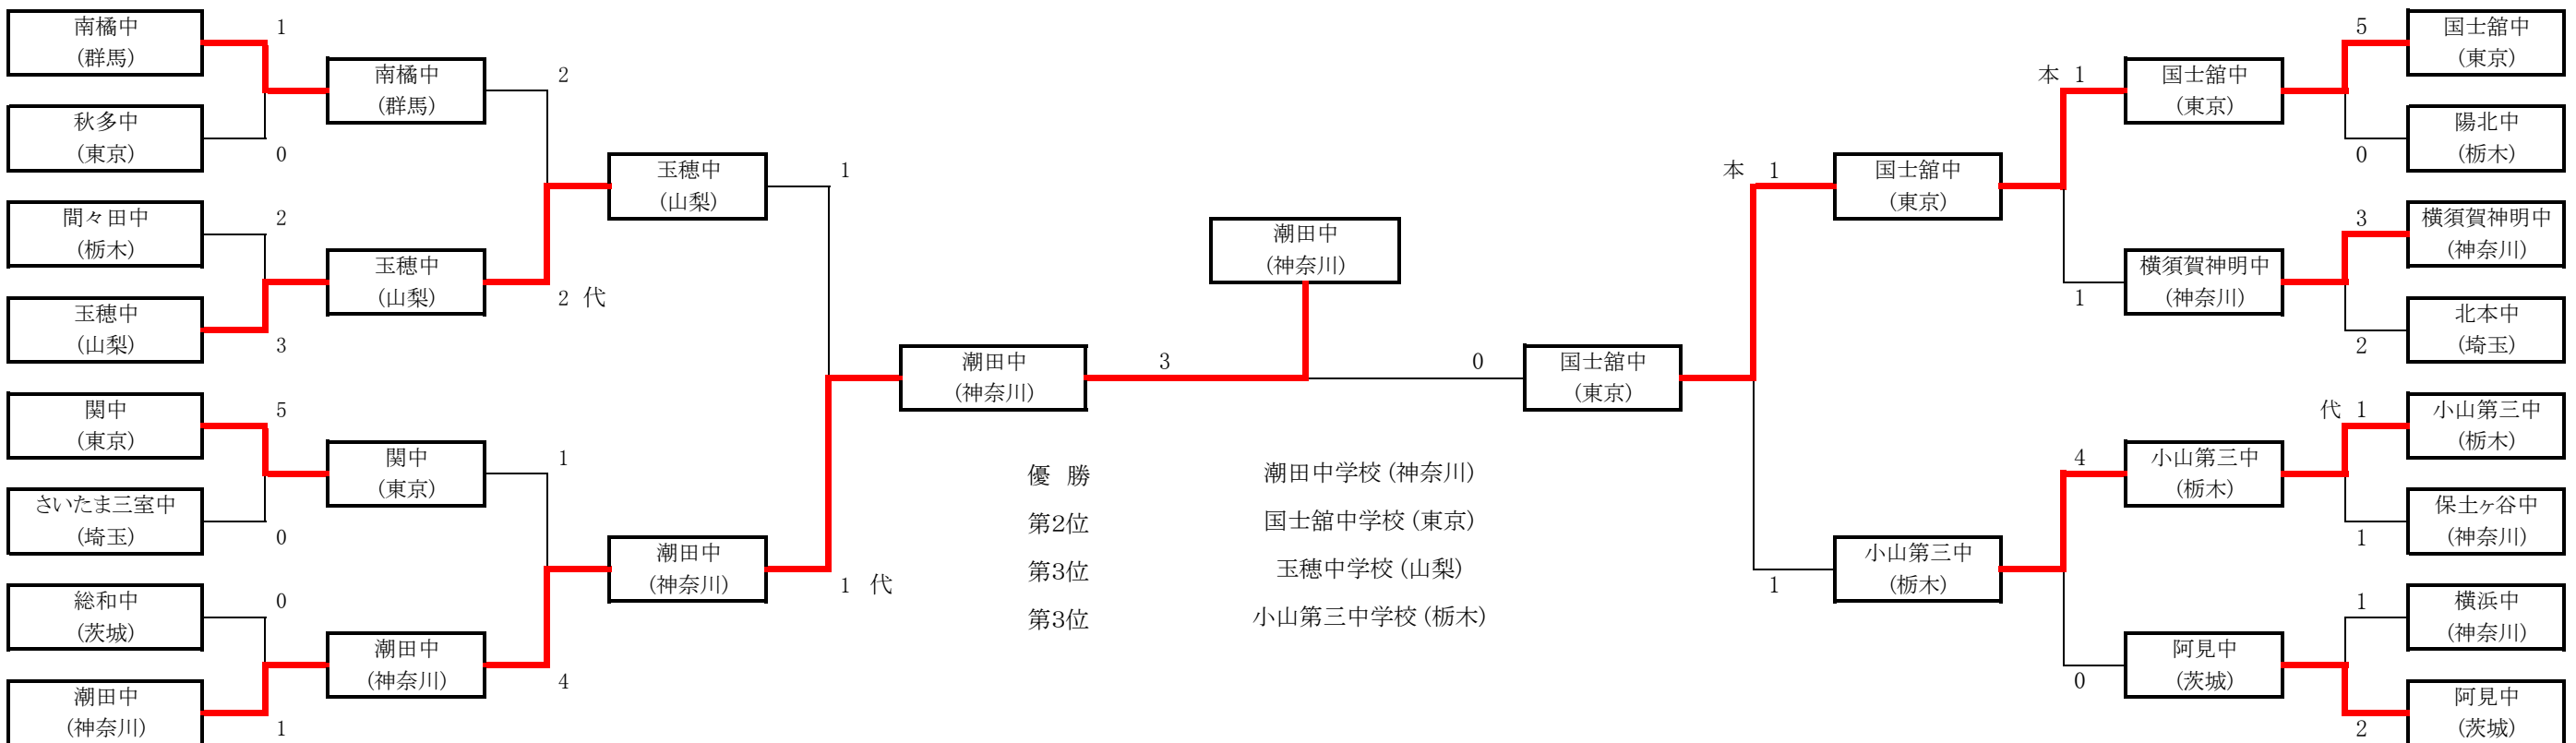 南橘中
(群馬)
1
秋多中
(東京)
0
間々田中
(栃木)
2
玉穂中
(山梨)
3
関中
(東京)
5
さいたま三室中
(埼玉)
0
総和中
(茨城)
0
潮田中
(神奈川)
1
南橘中
(群馬)
2
玉穂中
(山梨)
2 代
関中
(東京)
1
潮田中
(神奈川)
4
玉穂中
(山梨)
1
潮田中
(神奈川)
1 代
潮田中
(神奈川)
3
潮田中
(神奈川)
0
国士舘中
(東京)
優 勝 潮田中学校 (神奈川)
第2位 国士舘中学校 (東京)
第3位 玉穂中学校 (山梨)
第3位 小山第三中学校 (栃木)
本 1
国士舘中
(東京)
1
小山第三中
(栃木)
本 1
国士舘中
(東京)
1
横須賀神明中
(神奈川)
4
小山第三中
(栃木)
0
阿見中
(茨城)
5
国士舘中
(東京)
0
陽北中
(栃木)
3
横須賀神明中
(神奈川)
2
北本中
(埼玉)
代 1
小山第三中
(栃木)
1
保土ヶ谷中
(神奈川)
1
横浜中
(神奈川)
2
阿見中
(茨城)